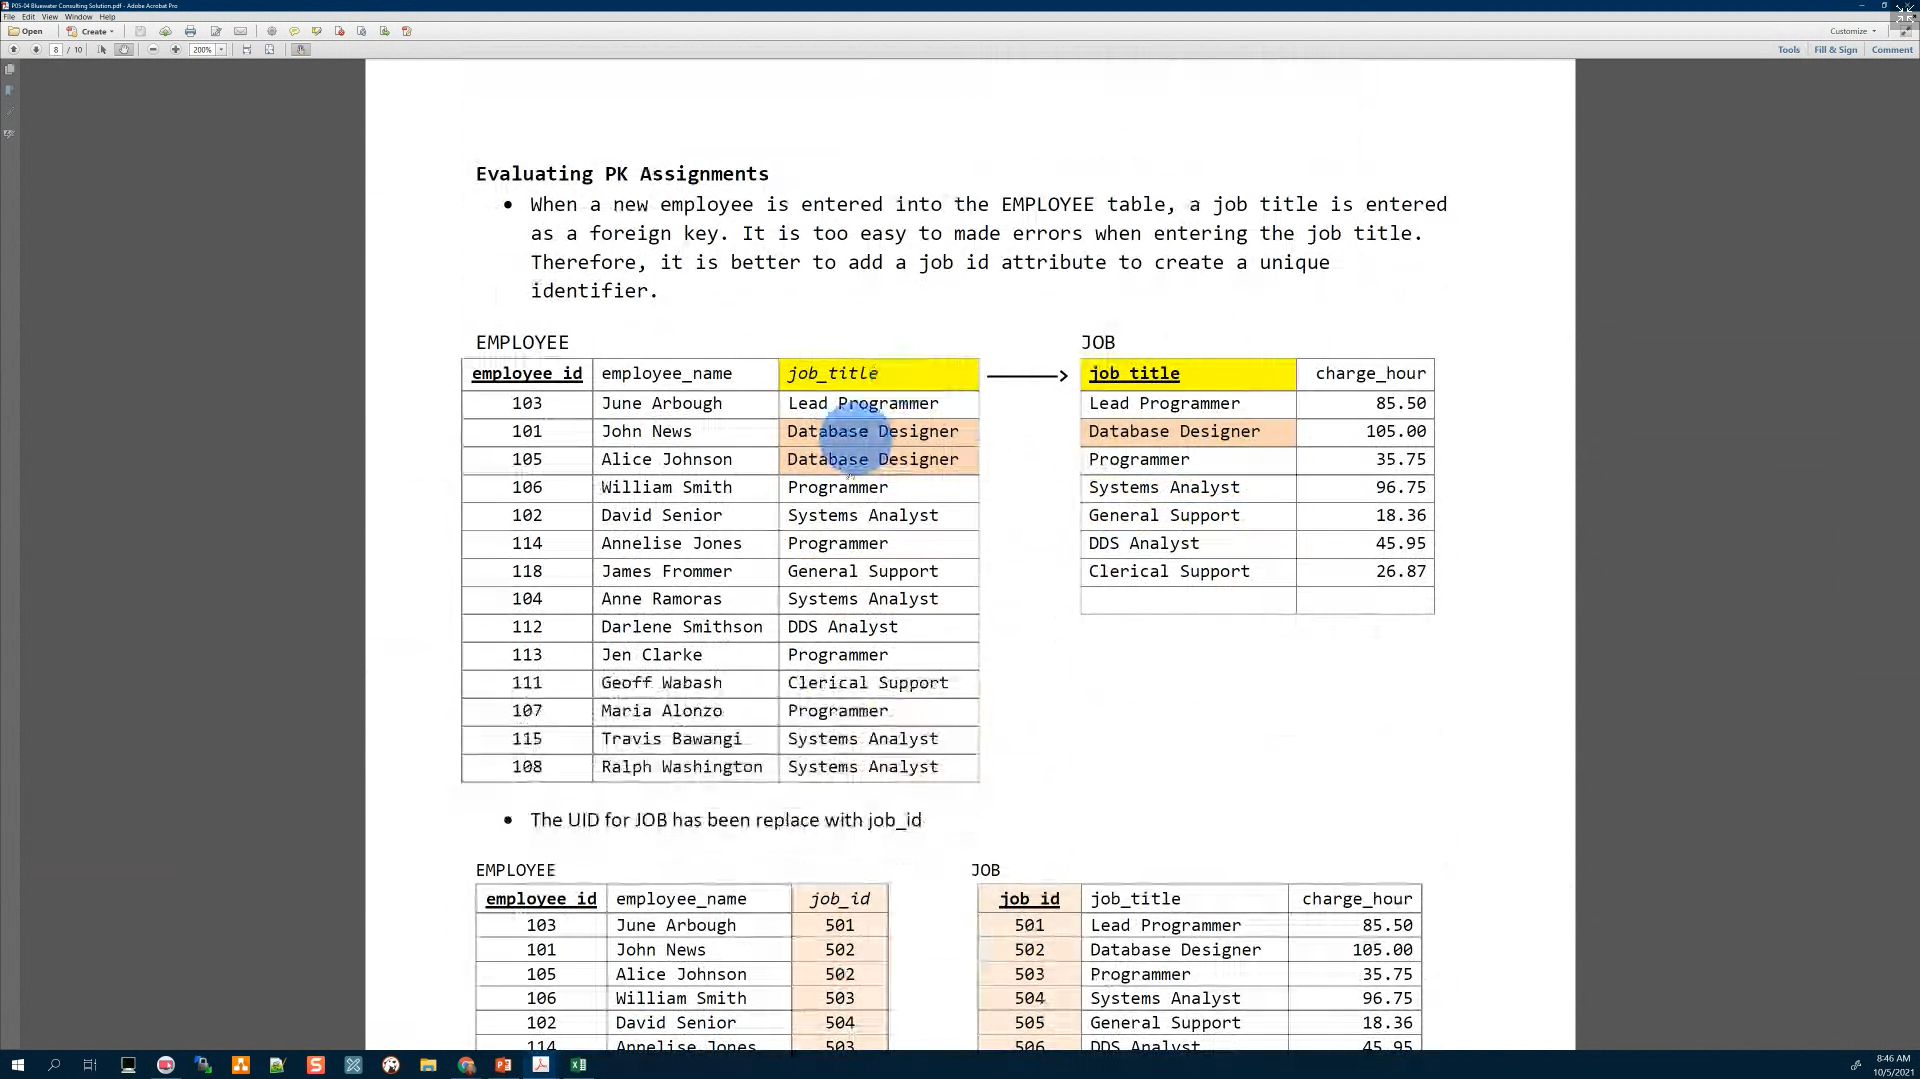 P05-04 Bluewater Consulting Solution.pdf - Adobe Acrobat Pro
File Edit View Window Help
Open Create Customize
8 / 10 200% Tools Fill & Sign Comment
Evaluating PK Assignments
• When a new employee is entered into the EMPLOYEE table, a job title is entered
as a foreign key. It is too easy to made errors when entering the job title.
Therefore, it is better to add a job id attribute to create a unique
identifier.
EMPLOYEE JOB
employee_id employee_name job_title job_title charge_hour
103 June Arbough Lead Programmer Lead Programmer 85.50
101 John News Database Designer Database Designer 105.00
105 Alice Johnson Database Designer Programmer 35.75
106 William Smith Programmer Systems Analyst 96.75
102 David Senior Systems Analyst General Support 18.36
114 Annelise Jones Programmer DDS Analyst 45.95
118 James Frommer General Support Clerical Support 26.87
104 Anne Ramoras Systems Analyst
112 Darlene Smithson DDS Analyst
113 Jen Clarke Programmer
111 Geoff Wabash Clerical Support
107 Maria Alonzo Programmer
115 Travis Bawangi Systems Analyst
108 Ralph Washington Systems Analyst
• The UID for JOB has been replace with job_id
EMPLOYEE JOB
employee_id employee_name job_id job_id job_title charge_hour
103 June Arbough 501 501 Lead Programmer 85.50
101 John News 502 502 Database Designer 105.00
105 Alice Johnson 502 503 Programmer 35.75
106 William Smith 503 504 Systems Analyst 96.75
102 David Senior 504 505 General Support 18.36
114 Annelise Jones 503 506 DDS Analyst 45.95
8:46 AM
10/5/2021